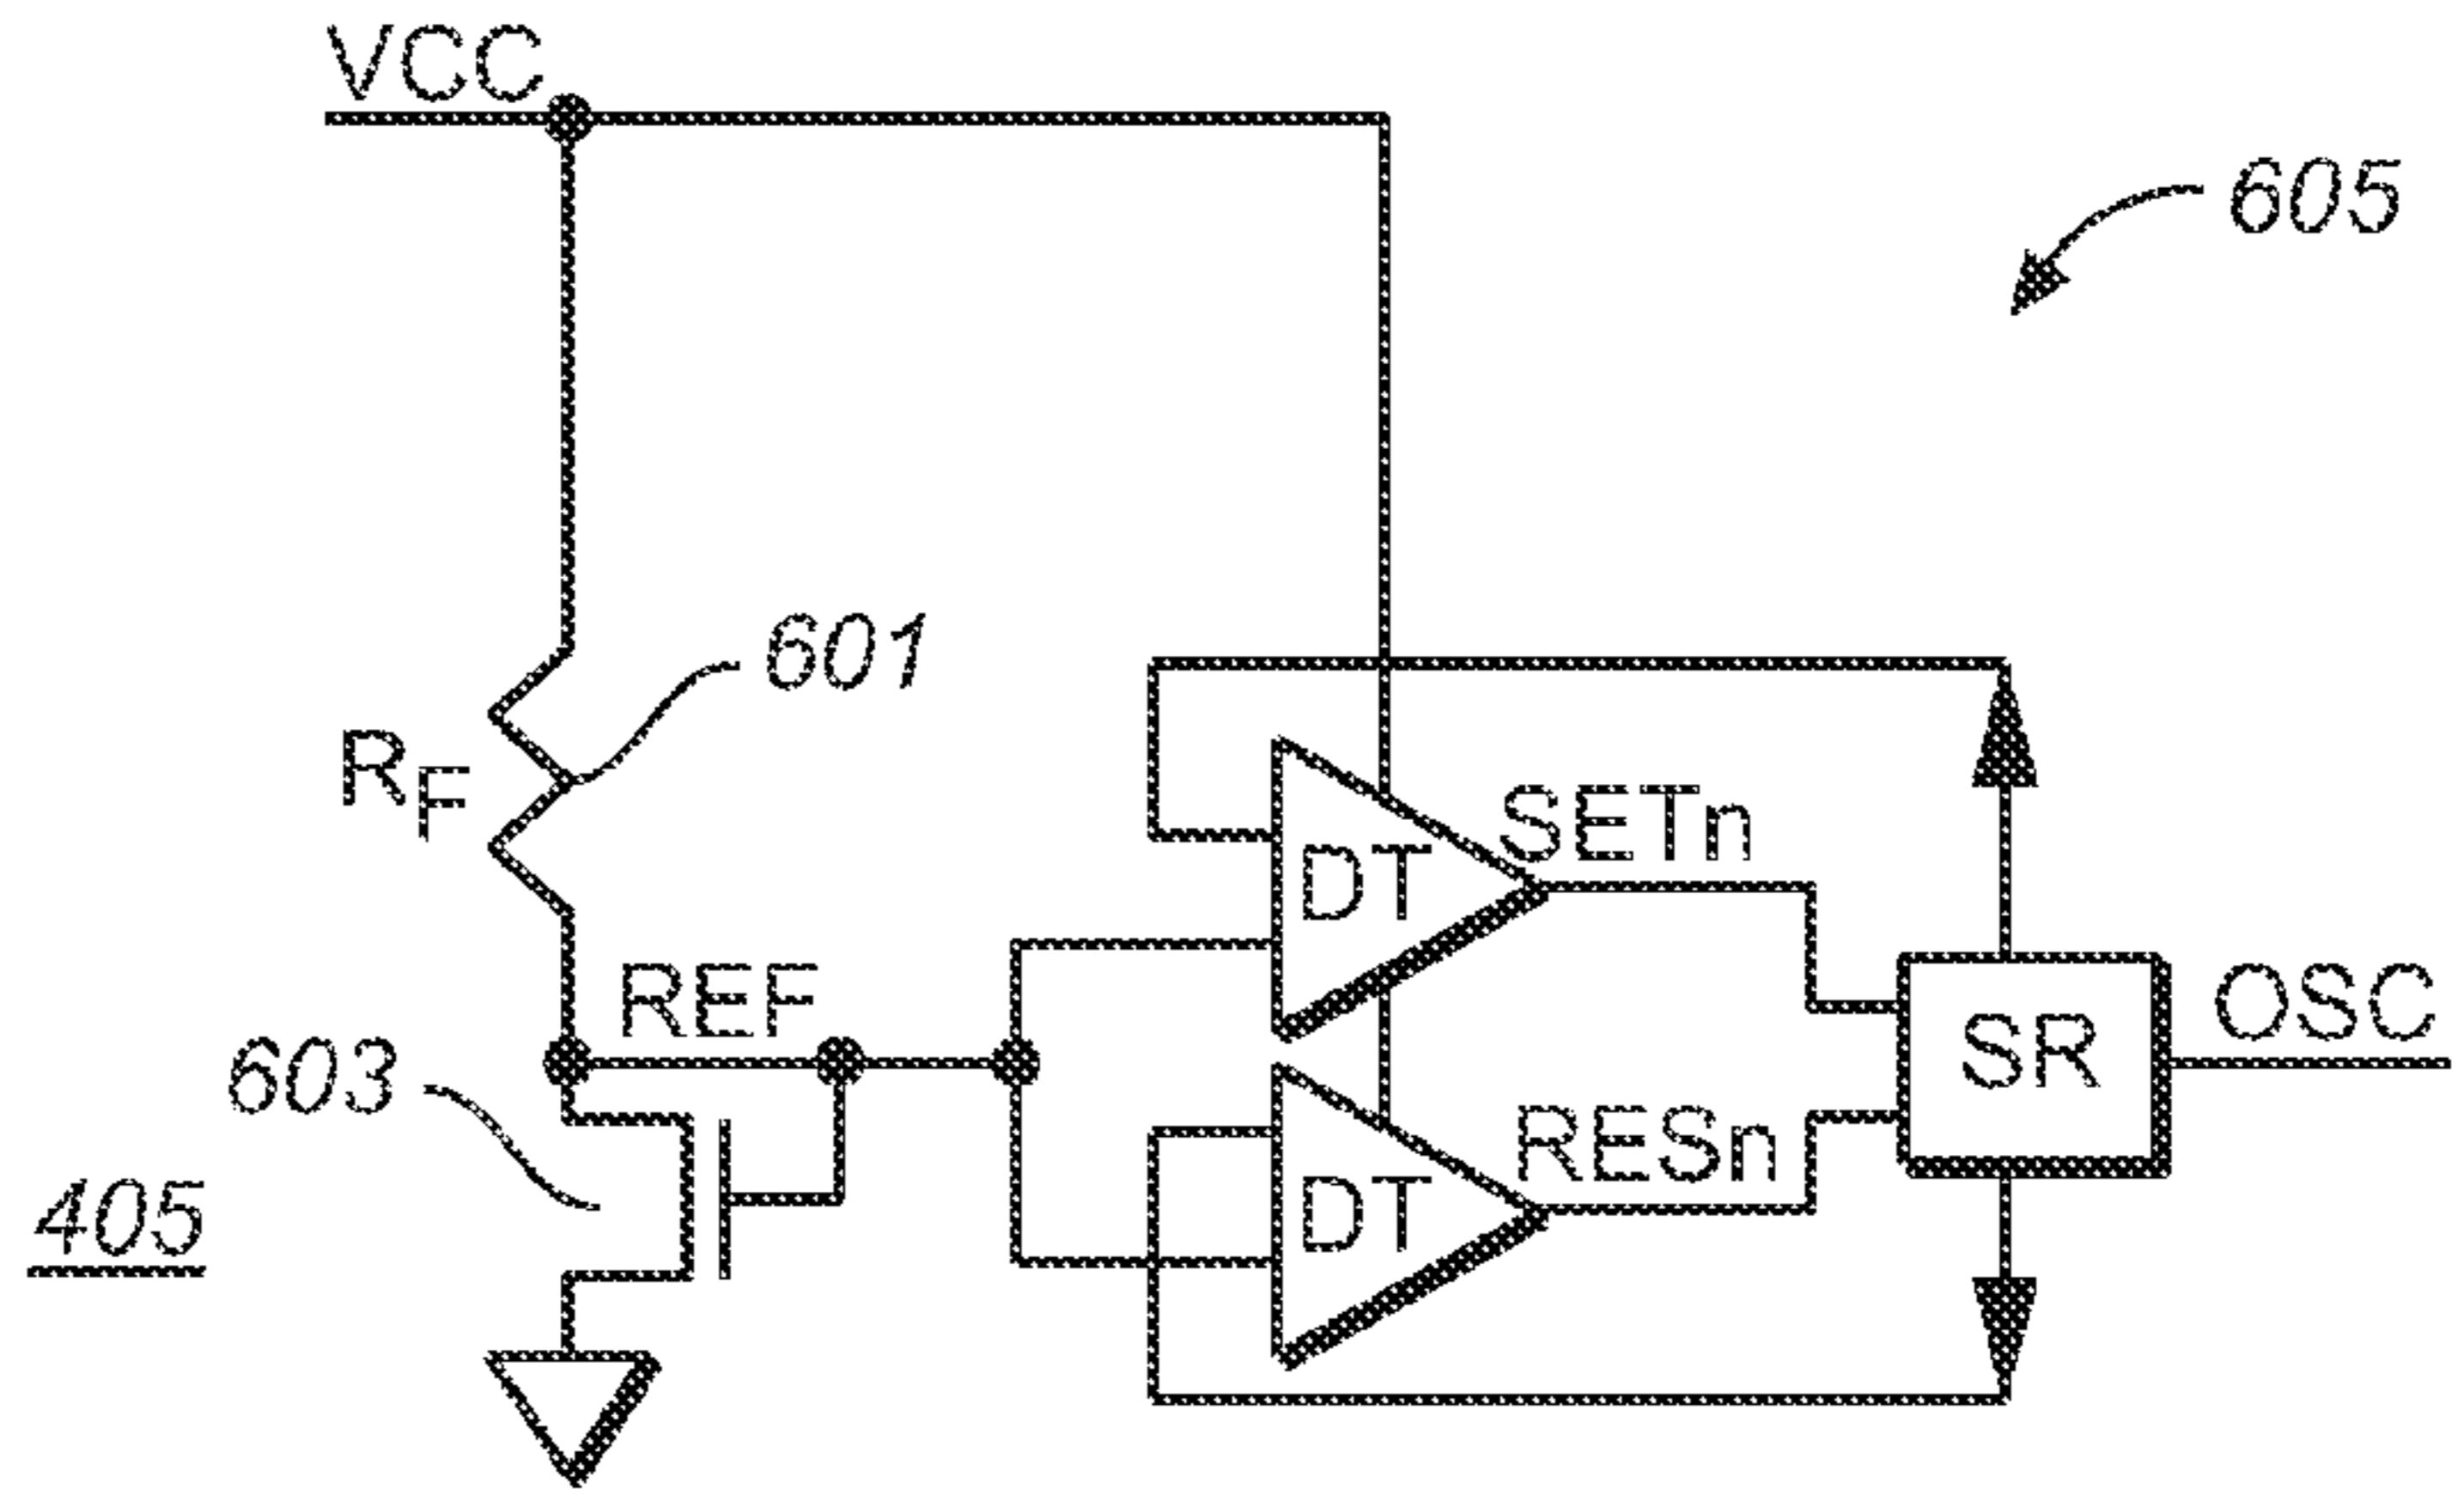 VCC
605
601
RF
SETn
DT
REF
OSC
SR
603
RESn
DT
405